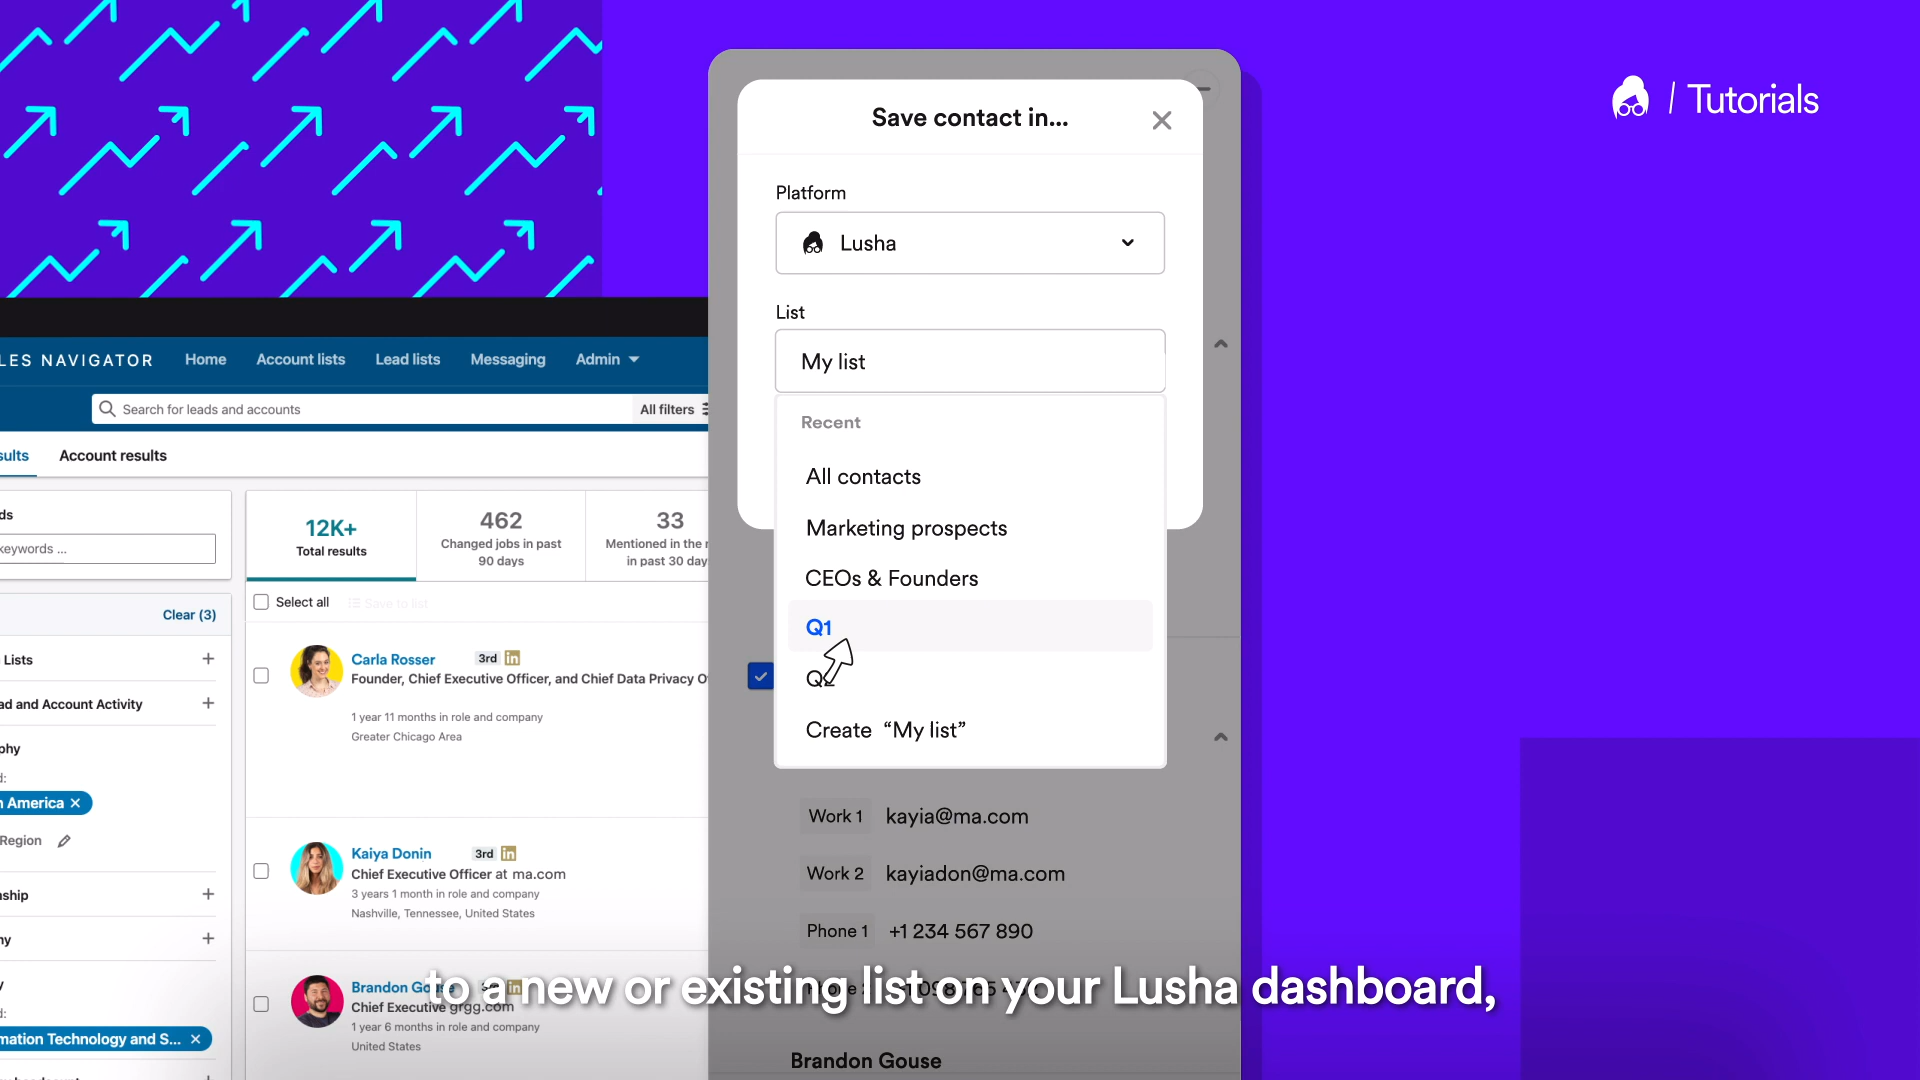 / Tutorials
Save contact in...
Platform
Lusha
List
My list
Recent
All contacts
Marketing prospects
CEOs & Founders
Q1
Create “My list”
LES NAVIGATOR
Home
Account lists
Lead lists
Messaging
Admin
Search for leads and accounts
All filters
Account results
keywords ...
Clear (3)
Lists
ad and Account Activity
America
Region
mation Technology and S...
12K+
Total results
462
Changed jobs in past
90 days
33
Mentioned in the
in past 30
Select all
Save to list
Carla Rosser 3rd in
Founder, Chief Executive Officer, and Chief Data Privacy
1 year 11 months in role and company
Greater Chicago Area
Kaiya Donin 3rd in
Chief Executive Officer at ma.com
3 years 1 month in role and company
Nashville, Tennessee, United States
Brandon Gouse in
Chief Executive grgg.com
1 year 6 months in role and company
United States
Work 1 kayia@ma.com
Work 2 kayiadon@ma.com
Phone 1 +1 234 567 890
to a new or existing list on your Lusha dashboard,
Brandon Gouse